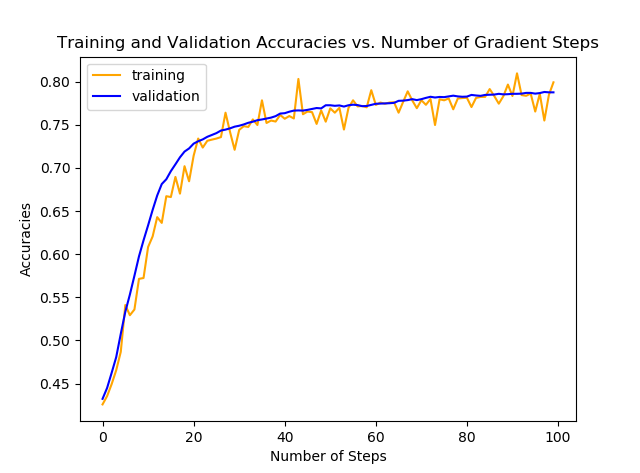 Training and Validation Accuracies vs. Number of Gradient Steps
training
validation
Accuracies
0.80
0.75
0.70
0.65
0.60
0.55
0.50
0.45
0 20 40 60 80 100
Number of Steps